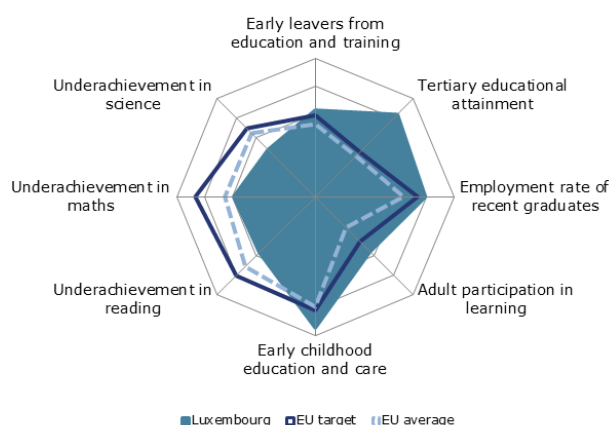 Early leavers from
education and training
Underachievement in
science
Tertiary educational
attainment
Underachievement in
maths
Employment rate of
recent graduates
Underachievement in
reading
Adult participation in
learning
Early childhood
education and care
Luxembourg EU target EU average